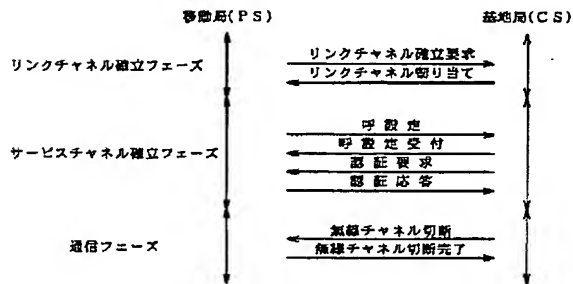 移動局(PS) 基地局(CS)
リンクチャネル確立フェーズ
リンクチャネル確立要求
リンクチャネル割り当て
サービスチャネル確立フェーズ
呼設定
呼設定受付
認証要求
認証応答
通信フェーズ
無線チャネル切断
無線チャネル切断完了